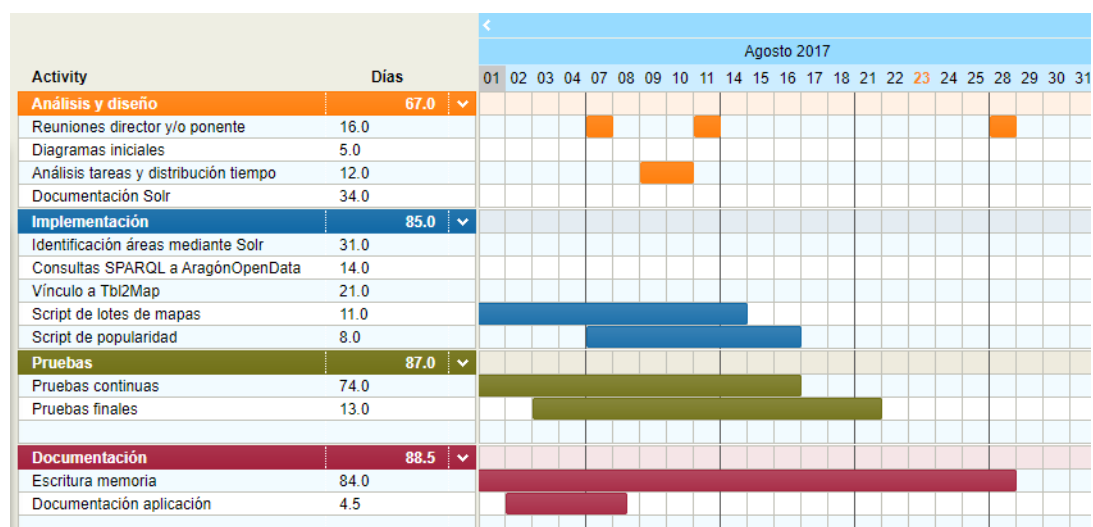 Agosto 2017
Activity Días 01 02 03 04 07 08 09 10 11 14 15 16 17 18 21 22 23 24 25 28 29 30 31
Análisis y diseño 67.0
Reuniones director y/o ponente 16.0
Diagramas iniciales 5.0
Análisis tareas y distribución tiempo 12.0
Documentación Solr 34.0
Implementación 85.0
Identificación áreas mediante Solr 31.0
Consultas SPARQL a AragónOpenData 14.0
Vínculo a Tbl2Map 21.0
Script de lotes de mapas 11.0
Script de popularidad 8.0
Pruebas 87.0
Pruebas continuas 74.0
Pruebas finales 13.0
Documentación 88.5
Escritura memoria 84.0
Documentación aplicación 4.5